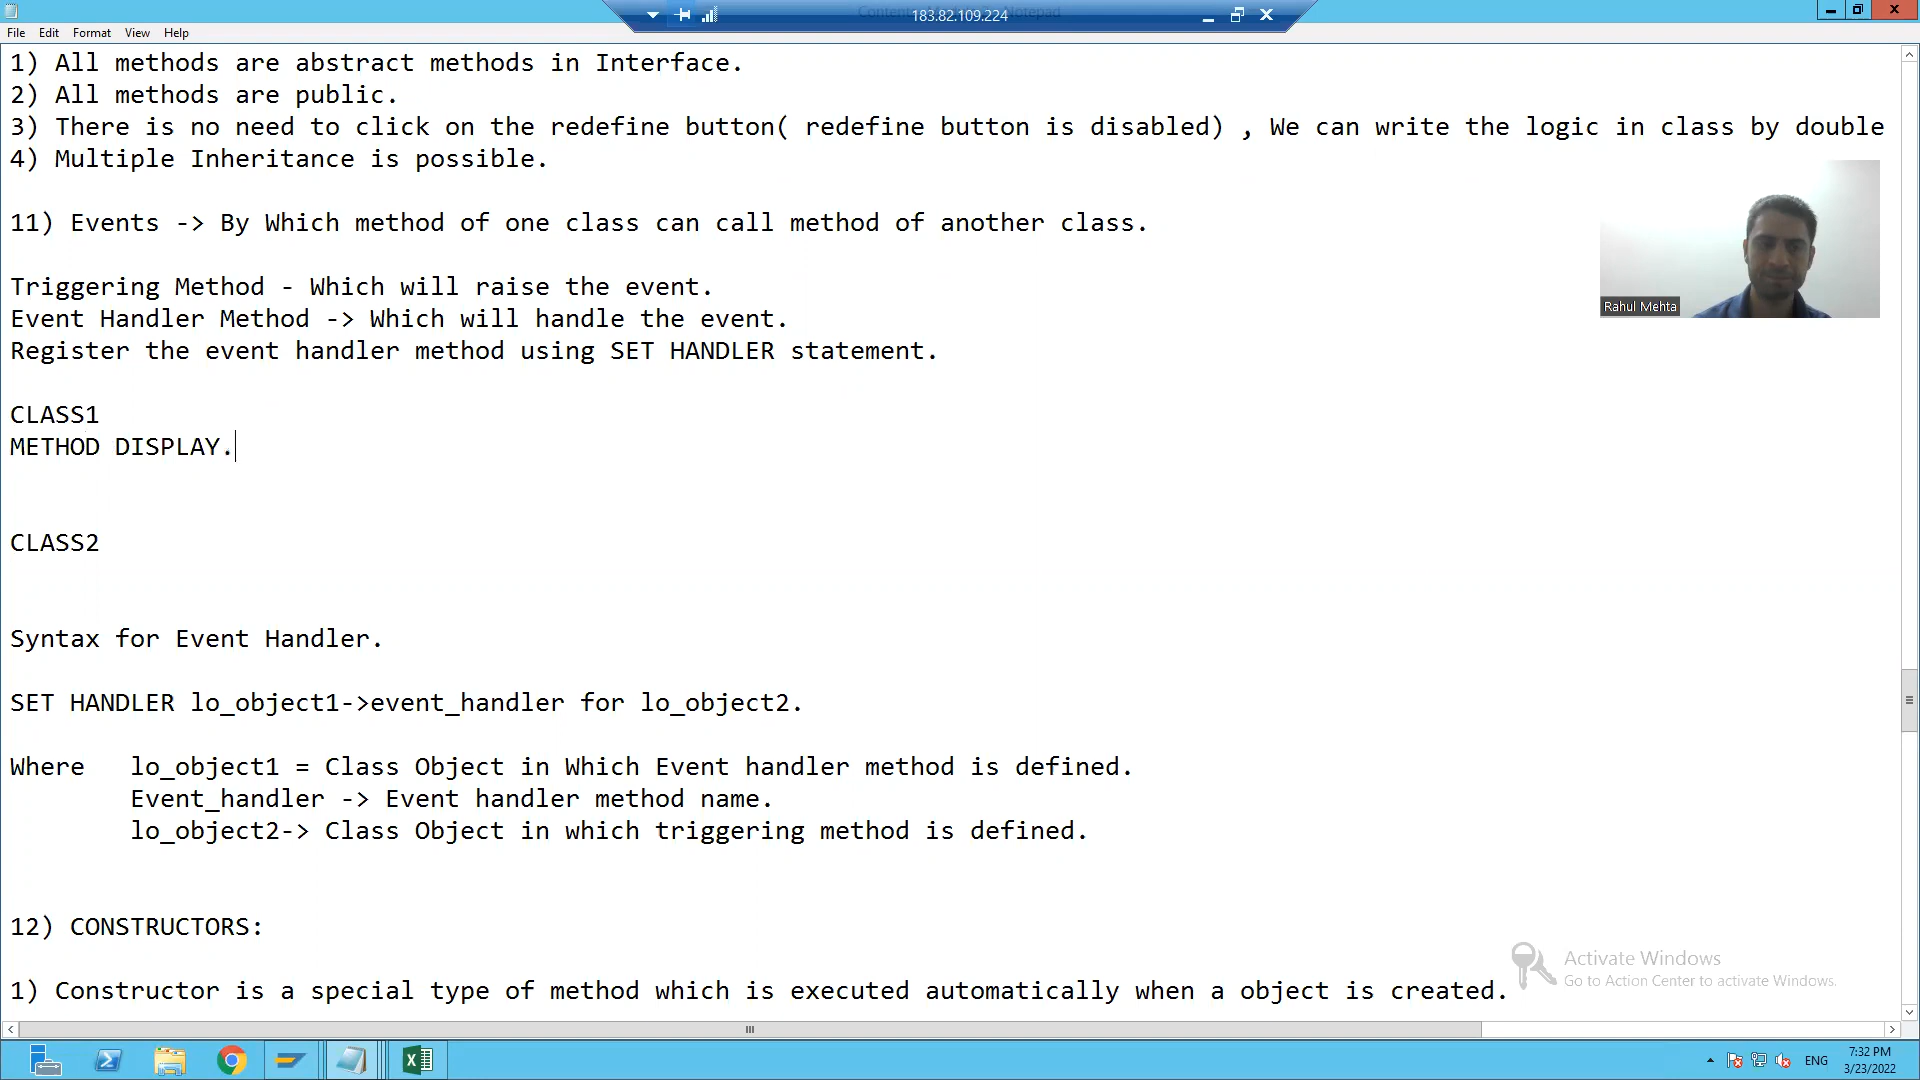 183.82.109.224
File Edit Format View Help
1) All methods are abstract methods in Interface.
2) All methods are public.
3) There is no need to click on the redefine button( redefine button is disabled) , We can write the logic in class by double
4) Multiple Inheritance is possible.
11) Events -> By Which method of one class can call method of another class.
Triggering Method - Which will raise the event.
Event Handler Method -> Which will handle the event.
Register the event handler method using SET HANDLER statement.
Rahul Mehta
CLASS1
METHOD DISPLAY.
CLASS2
Syntax for Event Handler.
SET HANDLER lo_object1->event_handler for lo_object2.
Where lo_object1 = Class Object in Which Event handler method is defined.
Event_handler -> Event handler method name.
lo_object2-> Class Object in which triggering method is defined.
12) CONSTRUCTORS:
1) Constructor is a special type of method which is executed automatically when a object is created.
Activate Windows
Go to Action Center to activate Windows.
ENG
7:32 PM
3/23/2022